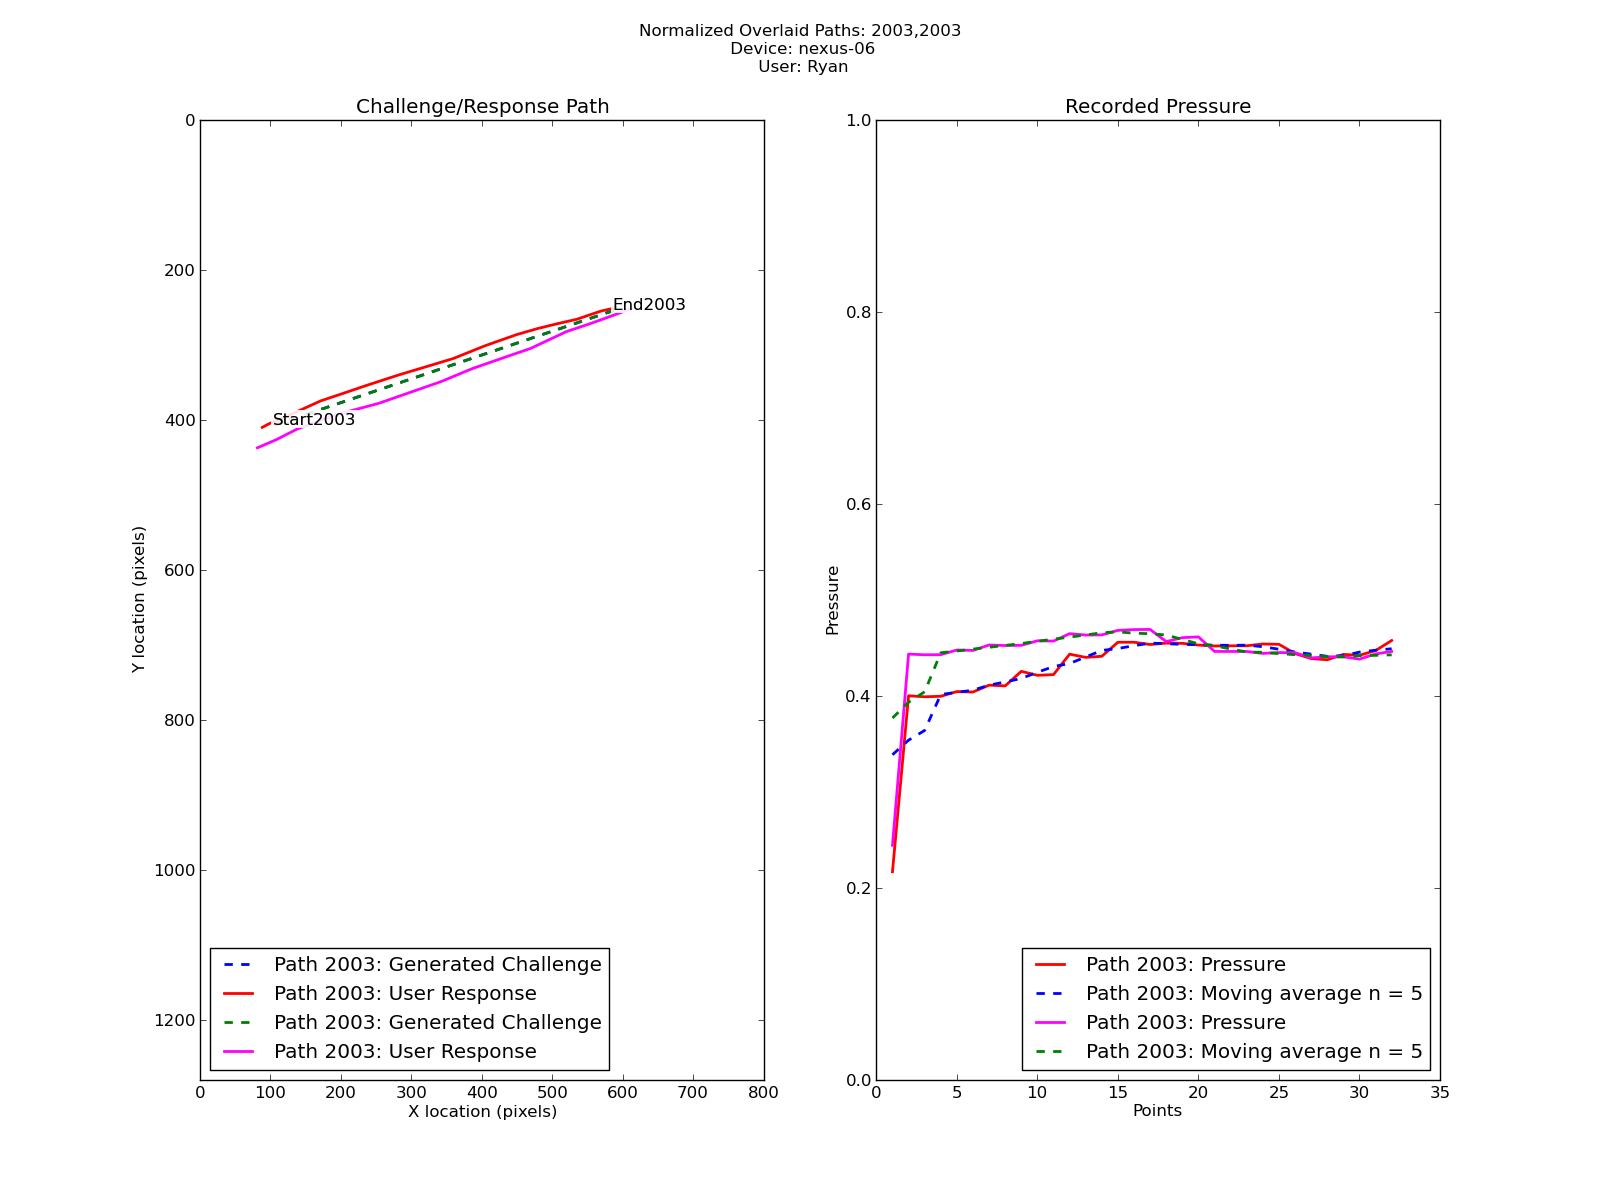 Normalized Overlaid Paths: 2003,2003
Device: nexus-06
User: Ryan
Challenge/Response Path
0
200
400
600
800
1000
1200
Y location (pixels)
End2003
Start2003
Path 2003: Generated Challenge
Path 2003: User Response
Path 2003: Generated Challenge
Path 2003: User Response
0 100 200 300 400 500 600 700 800
X location (pixels)
Recorded Pressure
1.0
0.8
0.6
0.4
0.2
0.0
Pressure
Path 2003: Pressure
Path 2003: Moving average n = 5
Path 2003: Pressure
Path 2003: Moving average n = 5
0 5 10 15 20 25 30 35
Points